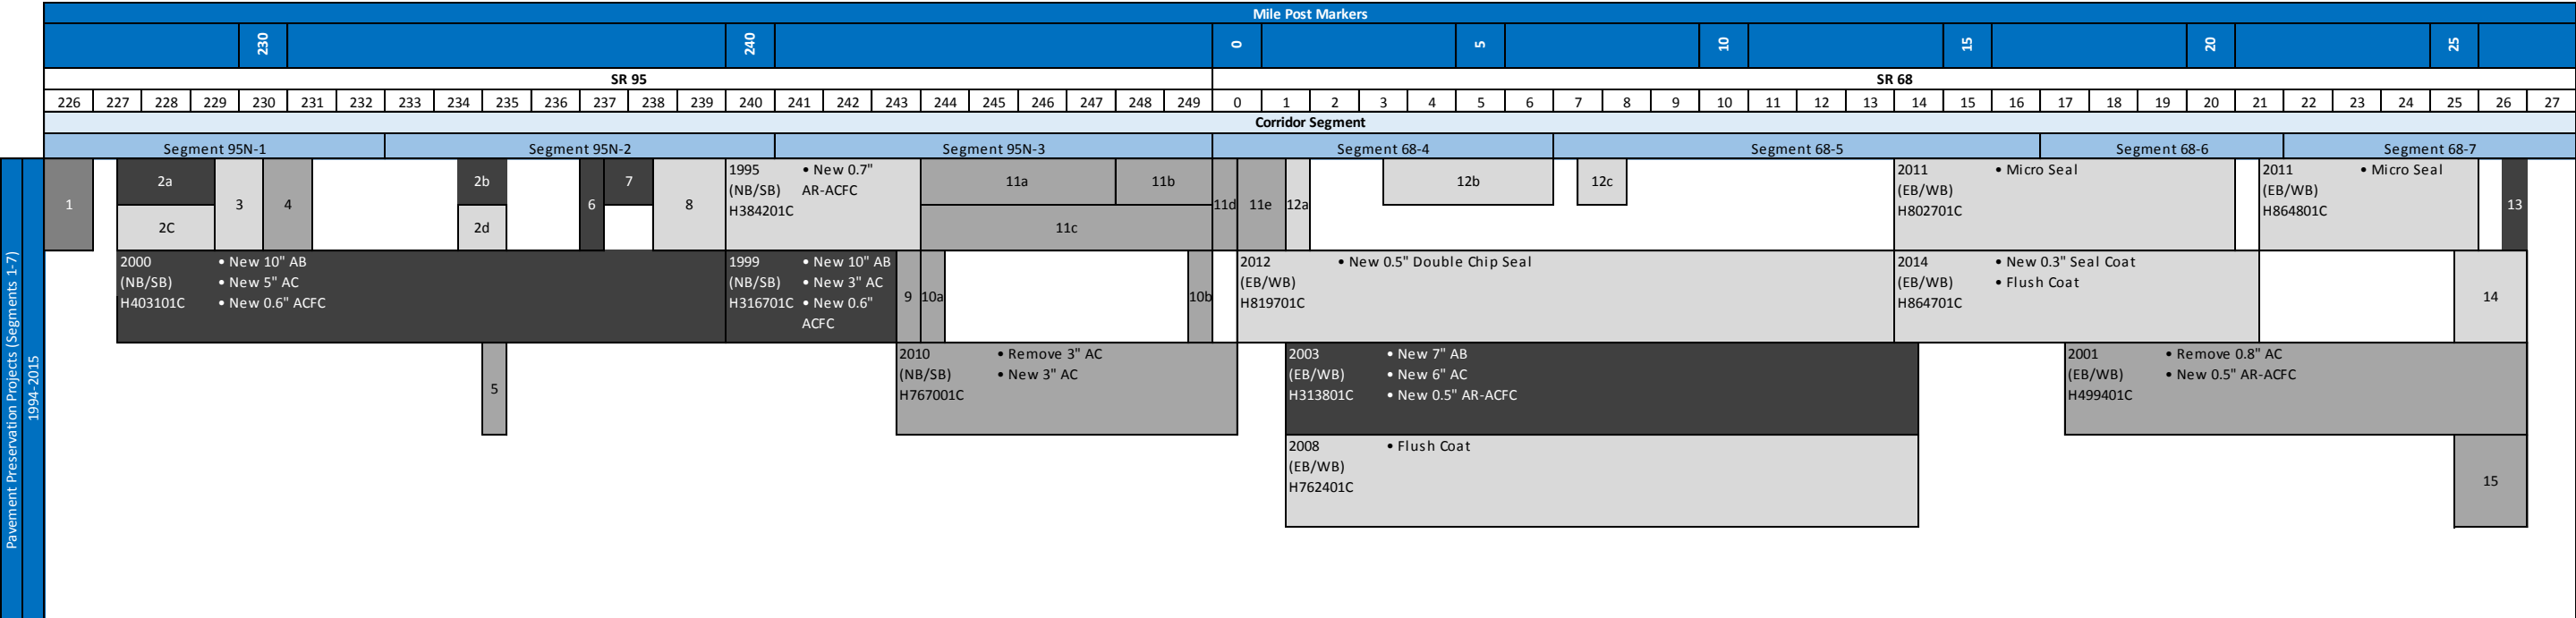 Mile Post Markers
230 240 0 5 10 15 20 25
SR 95 SR 68
226 227 228 229 230 231 232 233 234 235 236 237 238 239 240 241 242 243 244 245 246 247 248 249 0 1 2 3 4 5 6 7 8 9 10 11 12 13 14 15 16 17 18 19 20 21 22 23 24 25 26 27
Corridor Segment
Segment 95N-1 Segment 95N-2 Segment 95N-3 Segment 68-4 Segment 68-5 Segment 68-6 Segment 68-7
Pavement Preservation Projects (Segments 1-7)
1994-2015
1
2a
2C
3
4
2b
2d
6
7
8
1995
(NB/SB)
H384201C
• New 0.7"
AR-ACFC
11a
11b
11c
11d
11e
12a
12b
12c
2011
(EB/WB)
H802701C
• Micro Seal
2011
(EB/WB)
H864801C
• Micro Seal
13
2000
(NB/SB)
H403101C
• New 10" AB
• New 5" AC
• New 0.6" ACFC
1999
(NB/SB)
H316701C
• New 10" AB
• New 3" AC
• New 0.6"
ACFC
9
10a
10b
2012
(EB/WB)
H819701C
• New 0.5" Double Chip Seal
2014
(EB/WB)
H864701C
• New 0.3" Seal Coat
• Flush Coat
14
5
2010
(NB/SB)
H767001C
• Remove 3" AC
• New 3" AC
2003
(EB/WB)
H313801C
• New 7" AB
• New 6" AC
• New 0.5" AR-ACFC
2001
(EB/WB)
H499401C
• Remove 0.8" AC
• New 0.5" AR-ACFC
2008
(EB/WB)
H762401C
• Flush Coat
15